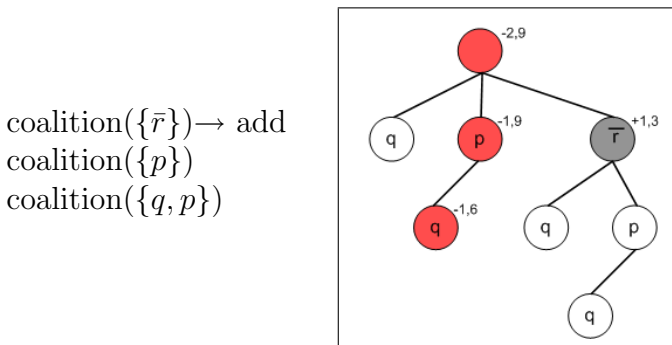 coalition({r̄})→ add
coalition({p})
coalition({q, p})
-2,9
q
p
-1,9
r̄
+1,3
q
-1,6
q
p
q